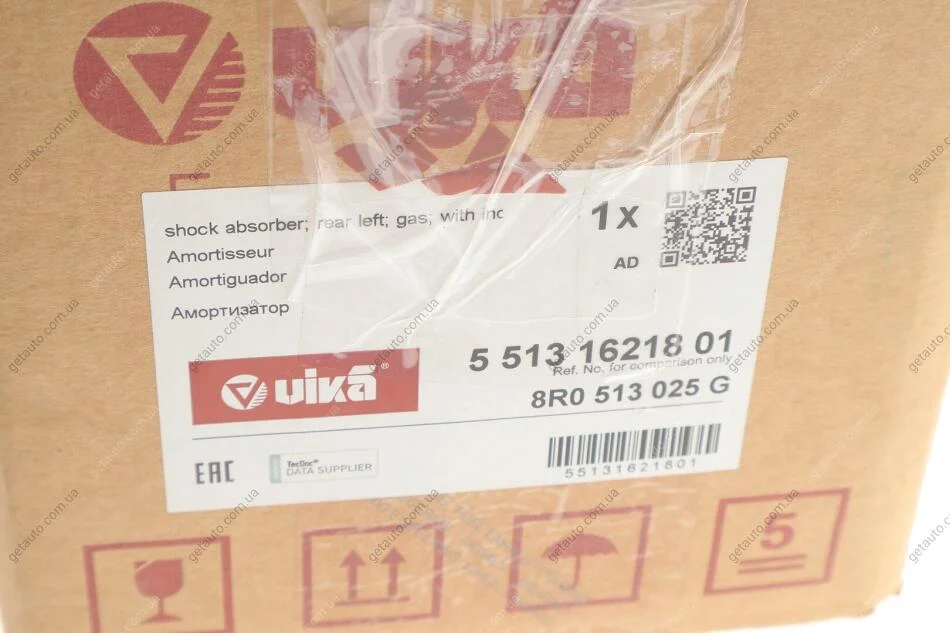 shock absorber; rear left; gas; with inc
Amortisseur
Amortiguador
Амортизатор
1x
AD
5 513 16218 01
Ref. No. for comparison only
8R0 513 025 G
vika®
EAC
TecDoc®
DATA SUPPLIER
55131621801
5
getauto.com.ua